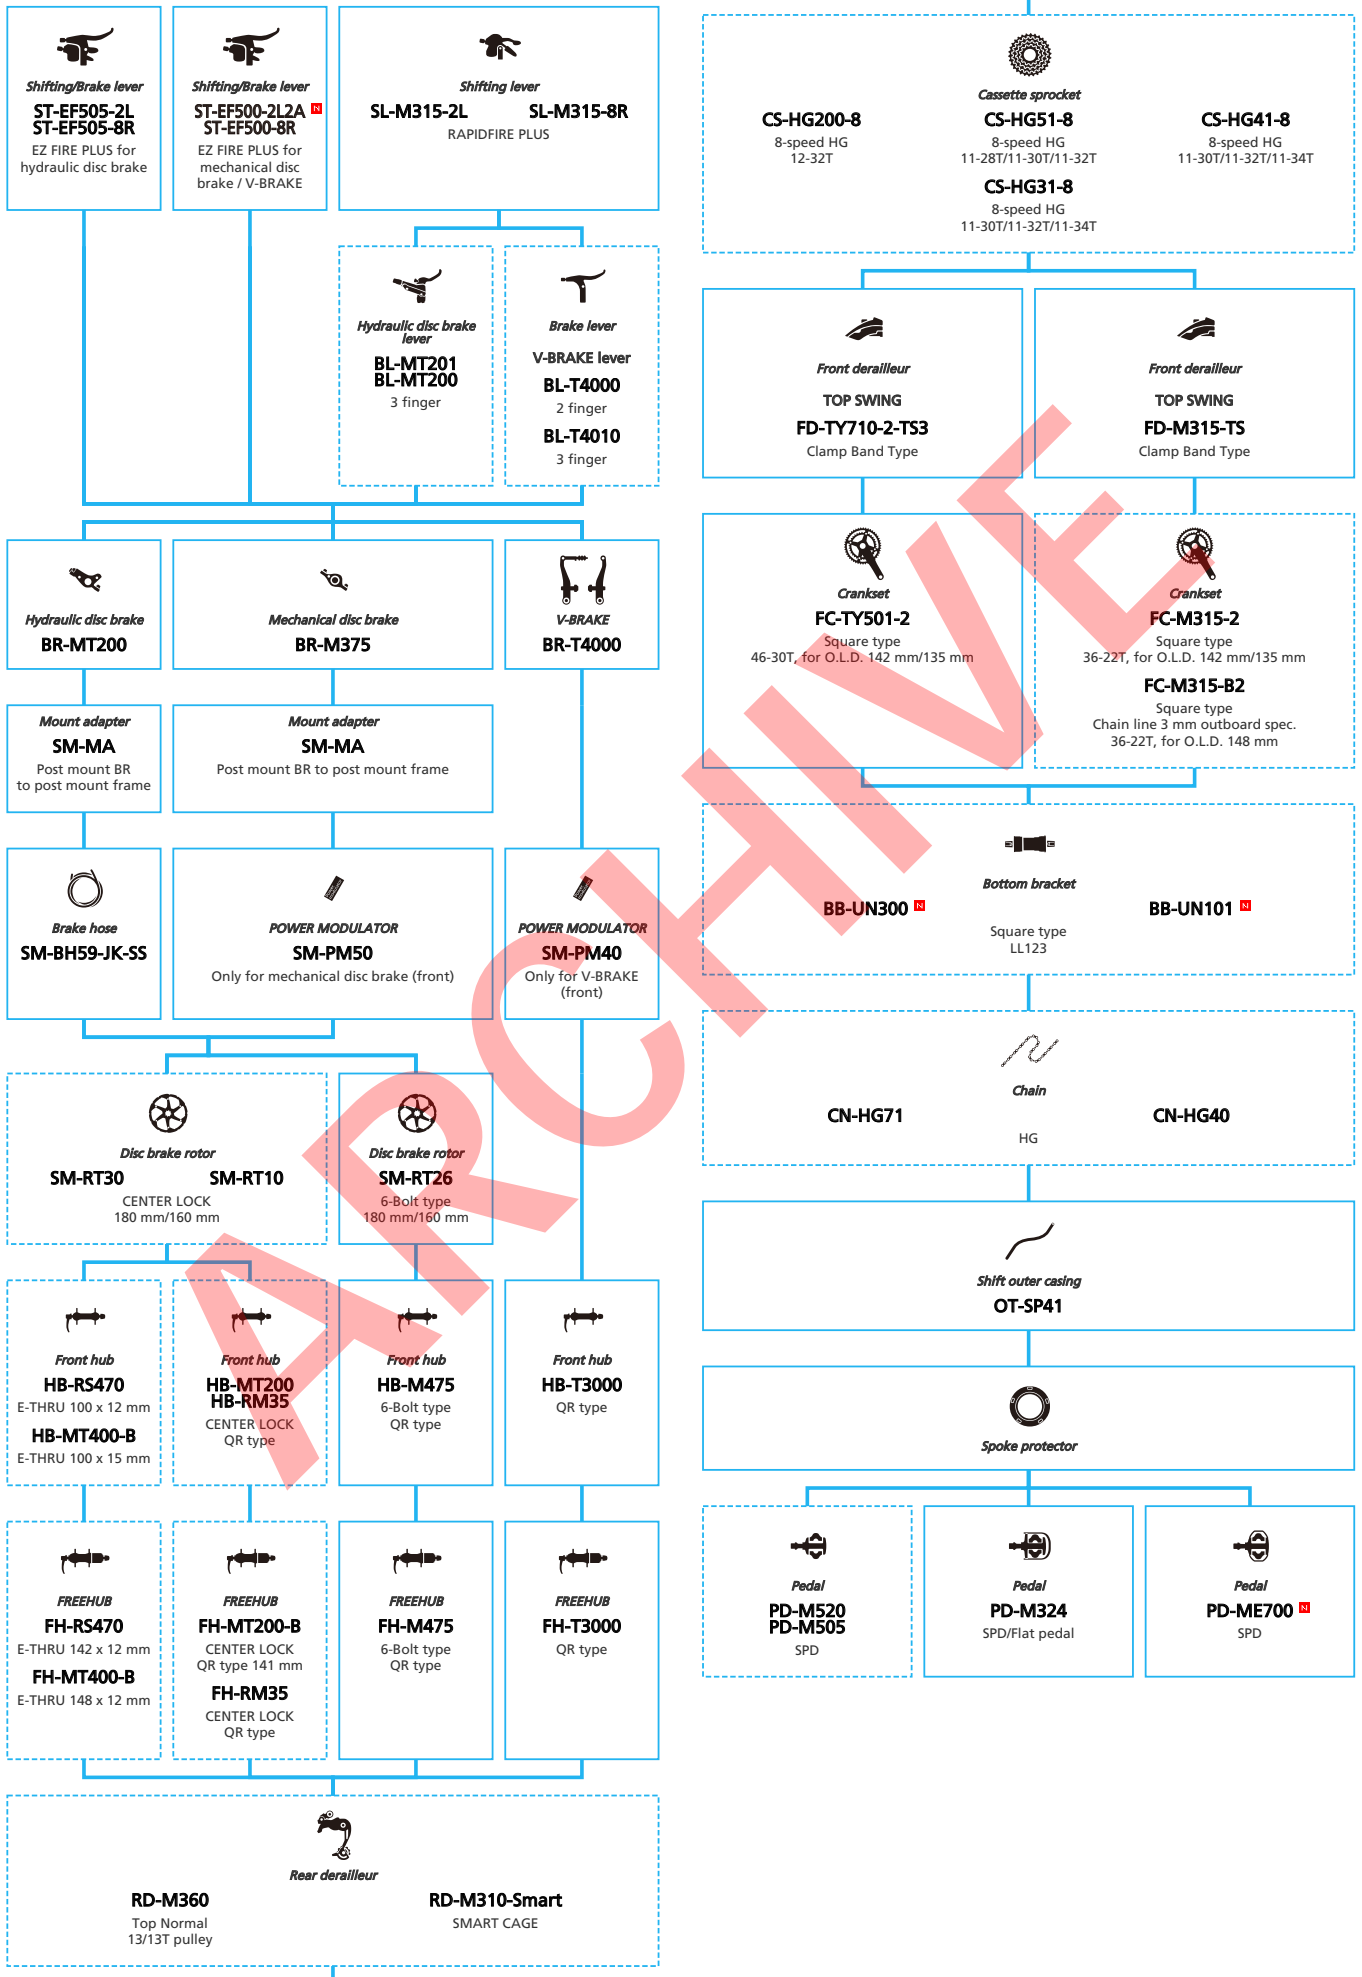 Shifting/Brake lever
ST-EF505-2L
ST-EF505-8R
EZ FIRE PLUS for
hydraulic disc brake
Shifting/Brake lever
ST-EF500-2L2A N
ST-EF500-8R
EZ FIRE PLUS for
mechanical disc
brake / V-BRAKE
Shifting lever
SL-M315-2L SL-M315-8R
RAPIDFIRE PLUS
Hydraulic disc brake
lever
BL-MT201
BL-MT200
3 finger
Brake lever
V-BRAKE lever
BL-T4000
2 finger
BL-T4010
3 finger
Hydraulic disc brake
BR-MT200
Mechanical disc brake
BR-M375
V-BRAKE
BR-T4000
Mount adapter
SM-MA
Post mount BR
to post mount frame
Mount adapter
SM-MA
Post mount BR to post mount frame
Brake hose
SM-BH59-JK-SS
POWER MODULATOR
SM-PM50
Only for mechanical disc brake (front)
POWER MODULATOR
SM-PM40
Only for V-BRAKE
(front)
Disc brake rotor
SM-RT30 SM-RT10
CENTER LOCK
180 mm/160 mm
Disc brake rotor
SM-RT26
6-Bolt type
180 mm/160 mm
Front hub
HB-RS470
E-THRU 100 x 12 mm
HB-MT400-B
E-THRU 100 x 15 mm
Front hub
HB-MT200
HB-RM35
CENTER LOCK
QR type
Front hub
HB-M475
6-Bolt type
QR type
Front hub
HB-T3000
QR type
FREEHUB
FH-RS470
E-THRU 142 x 12 mm
FH-MT400-B
E-THRU 148 x 12 mm
FREEHUB
FH-MT200-B
CENTER LOCK
QR type 141 mm
FH-RM35
CENTER LOCK
QR type
FREEHUB
FH-M475
6-Bolt type
QR type
FREEHUB
FH-T3000
QR type
Rear derailleur
RD-M360
Top Normal
13/13T pulley
RD-M310-Smart
SMART CAGE
Cassette sprocket
CS-HG200-8
8-speed HG
12-32T
CS-HG51-8
8-speed HG
11-28T/11-30T/11-32T
CS-HG41-8
8-speed HG
11-30T/11-32T/11-34T
CS-HG31-8
8-speed HG
11-30T/11-32T/11-34T
Front derailleur
TOP SWING
FD-TY710-2-TS3
Clamp Band Type
Front derailleur
TOP SWING
FD-M315-TS
Clamp Band Type
Crankset
FC-TY501-2
Square type
46-30T, for O.L.D. 142 mm/135 mm
Crankset
FC-M315-2
Square type
36-22T, for O.L.D. 142 mm/135 mm
FC-M315-B2
Square type
Chain line 3 mm outboard spec.
36-22T, for O.L.D. 148 mm
Bottom bracket
BB-UN300 N BB-UN101 N
Square type
LL123
Chain
CN-HG71 CN-HG40
HG
Shift outer casing
OT-SP41
Spoke protector
Pedal
PD-M520
PD-M505
SPD
Pedal
PD-M324
SPD/Flat pedal
Pedal
PD-ME700 N
SPD
ARCHIVE